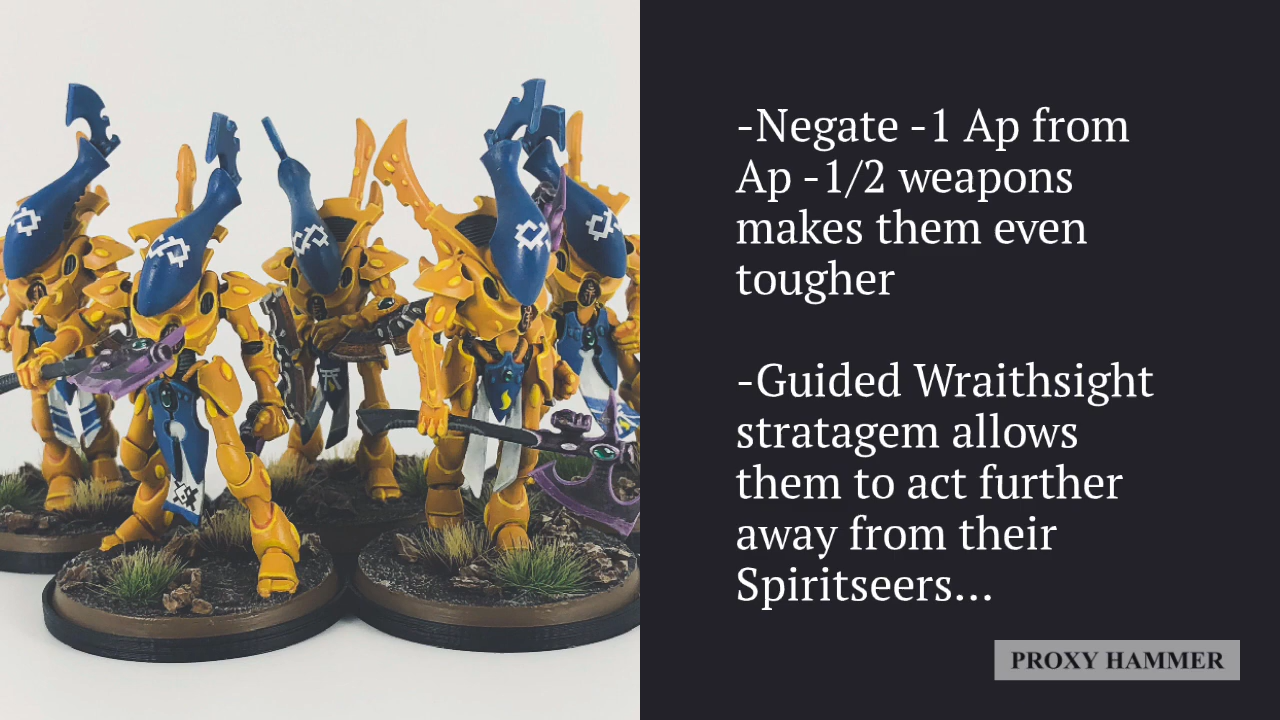 -Negate -1 Ap from
Ap -1/2 weapons
makes them even
tougher
-Guided Wraithsight
stratagem allows
them to act further
away from their
Spiritseers...
PROXY HAMMER